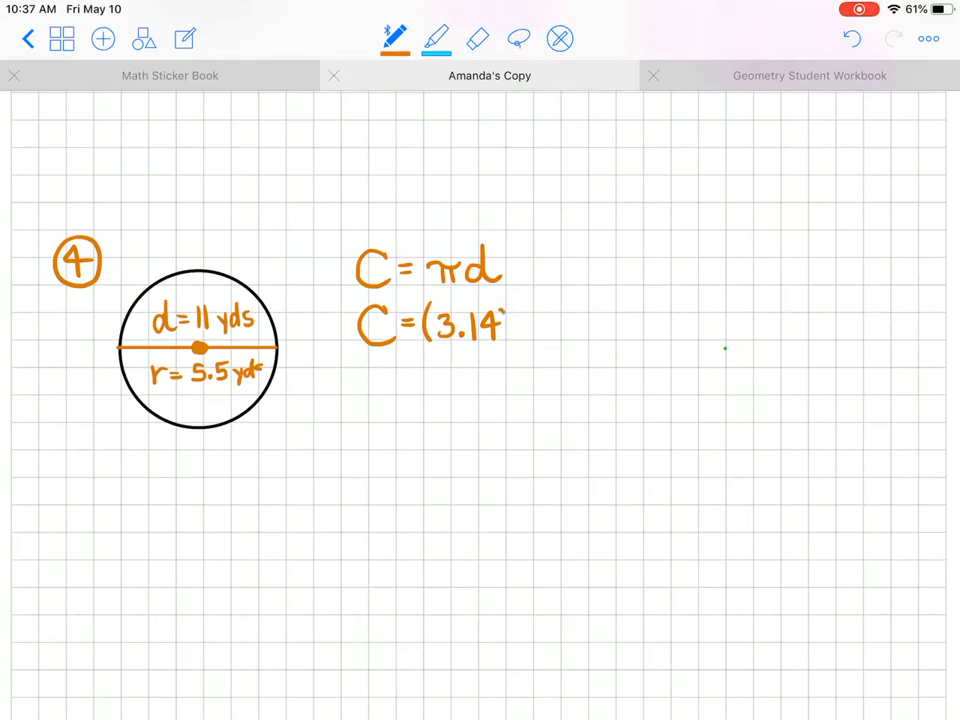 10:37 AM Fri May 10
61%
Math Sticker Book
Amanda's Copy
Geometry Student Workbook
4
d = 11 yds
r = 5.5 yds
C = πd
C = (3.14